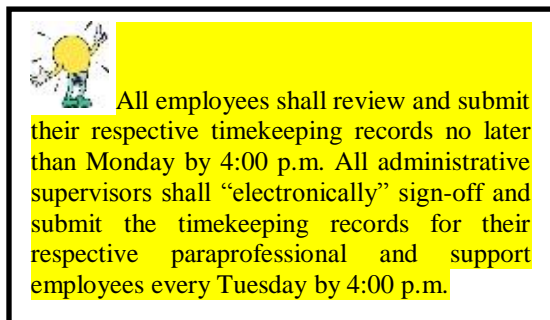 All employees shall review and submit
their respective timekeeping records no later
than Monday by 4:00 p.m. All administrative
supervisors shall “electronically” sign-off and
submit the timekeeping records for their
respective paraprofessional and support
employees every Tuesday by 4:00 p.m.